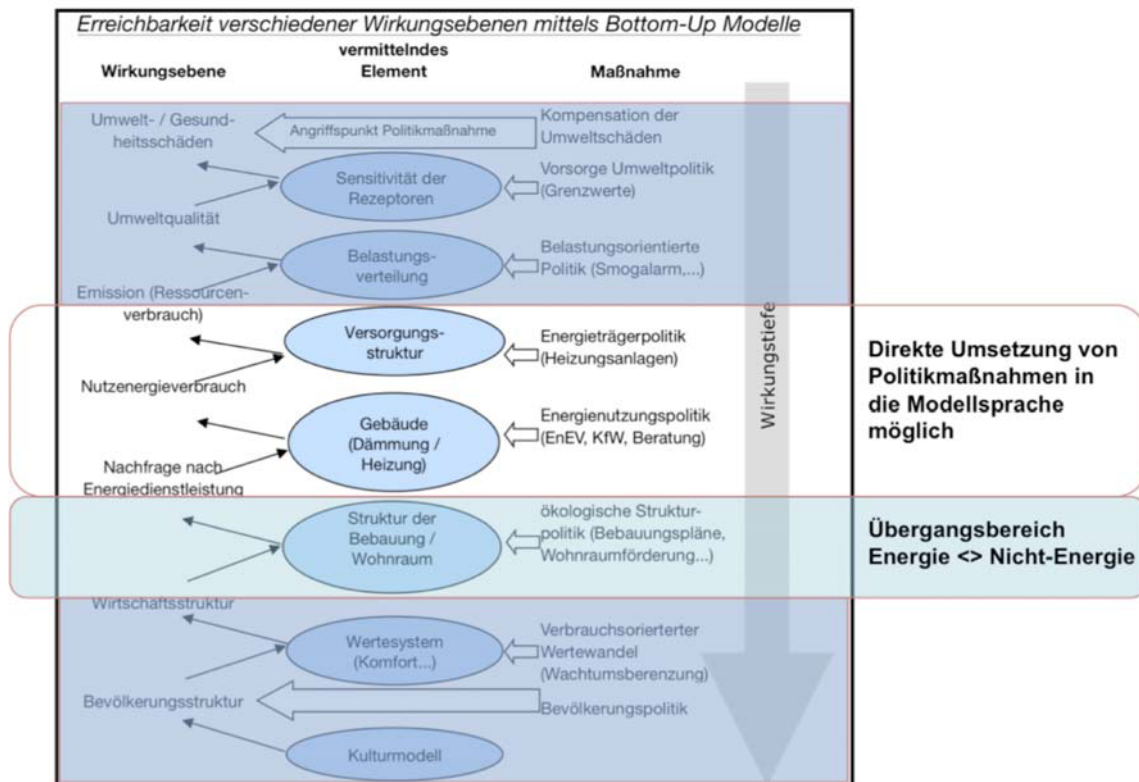 Erreichbarkeit verschiedener Wirkungsebenen mittels Bottom-Up Modelle
Wirkungsebene
vermittelndes
Element
Maßnahme
Umwelt- / Gesund-
heitsschäden
Angriffspunkt Politikmaßnahme
Kompensation der
Umweltschäden
Sensitivität der
Rezeptoren
Vorsorge Umweltpolitik
(Grenzwerte)
Umweltqualität
Belastungs-
verteilung
Belastungsorientierte
Politik (Smogalarm,...)
Emission (Ressourcen-
verbrauch)
Versorgungs-
struktur
Energieträgerpolitik
(Heizungsanlagen)
Nutzenergieverbrauch
Gebäude
(Dämmung /
Heizung)
Energienutzungspolitik
(EnEV, KfW, Beratung)
Nachfrage nach
Energiedienstleistung
Struktur der
Bebauung /
Wohnraum
ökologische Struktur-
politik (Bebauungspläne,
Wohnraumförderung...)
Wirtschaftsstruktur
Wertesystem
(Komfort...)
Verbrauchsorierterter
Wertewandel
(Wachtumsberenzung)
Bevölkerungsstruktur
Bevölkerungspolitik
Kulturmodell
Wirkungstiefe
Direkte Umsetzung von
Politikmaßnahmen in
die Modellsprache
möglich
Übergangsbereich
Energie <> Nicht-Energie